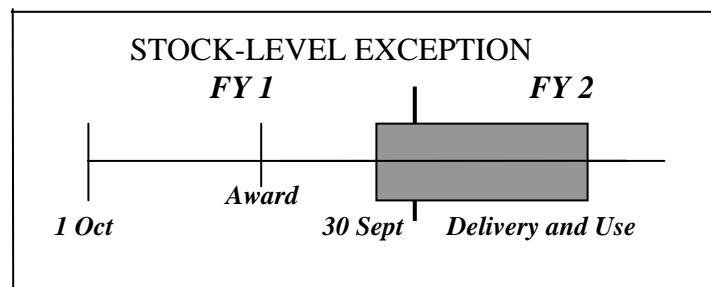 STOCK-LEVEL EXCEPTION
FY 1 FY 2
Award
1 Oct 30 Sept Delivery and Use